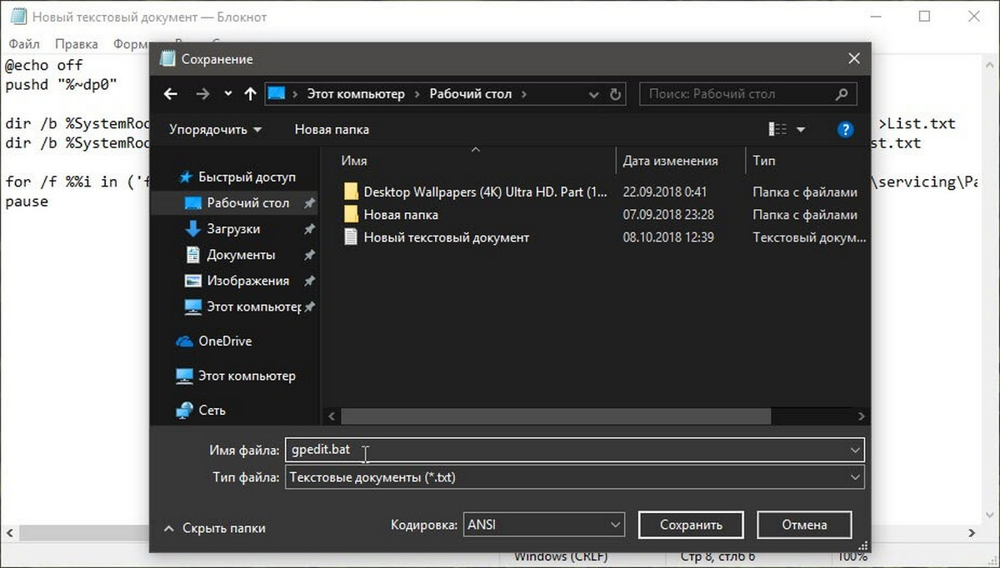 Новый текстовый документ — Блокнот
Файл Правка Форм
@echo off
pushd "%~dp0"
dir /b %SystemRoo >List.txt
dir /b %SystemRoo st.txt
for /f %%i in ('f \servicing\Pa
pause
Сохранение
Этот компьютер Рабочий стол
Поиск: Рабочий стол
Упорядочить Новая папка
Имя Дата изменения Тип
Быстрый доступ
Рабочий стол
Загрузки
Документы
Изображения
Этот компьютер
OneDrive
Этот компьютер
Сеть
Desktop Wallpapers (4K) Ultra HD. Part (1... 22.09.2018 0:41 Папка с файлами
Новая папка 07.09.2018 23:28 Папка с файлами
Новый текстовый документ 08.10.2018 12:39 Текстовый докум...
Имя файла: gpedit.bat
Тип файла: Текстовые документы (*.txt)
Скрыть папки
Кодировка: ANSI
Сохранить Отмена
Windows (CRLF) Стр 8, стлб 6 100%